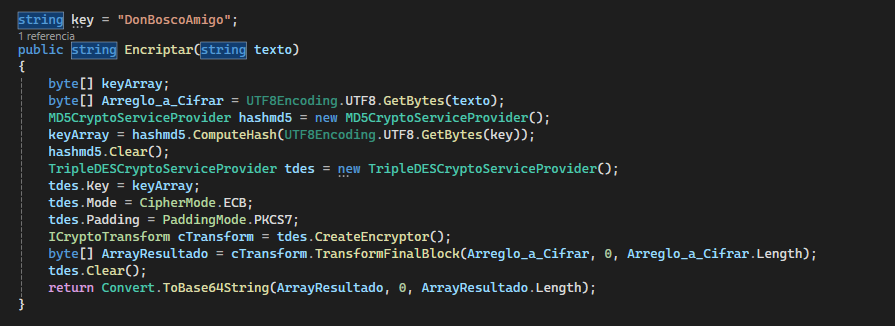 string key = "DonBoscoAmigo";
1 referencia
public string Encriptar(string texto)
{
byte[] keyArray;
byte[] Arreglo_a_Cifrar = UTF8Encoding.UTF8.GetBytes(texto);
MD5CryptoServiceProvider hashmd5 = new MD5CryptoServiceProvider();
keyArray = hashmd5.ComputeHash(UTF8Encoding.UTF8.GetBytes(key));
hashmd5.Clear();
TripleDESCryptoServiceProvider tdes = new TripleDESCryptoServiceProvider();
tdes.Key = keyArray;
tdes.Mode = CipherMode.ECB;
tdes.Padding = PaddingMode.PKCS7;
ICryptoTransform cTransform = tdes.CreateEncryptor();
byte[] ArrayResultado = cTransform.TransformFinalBlock(Arreglo_a_Cifrar, 0, Arreglo_a_Cifrar.Length);
tdes.Clear();
return Convert.ToBase64String(ArrayResultado, 0, ArrayResultado.Length);
}